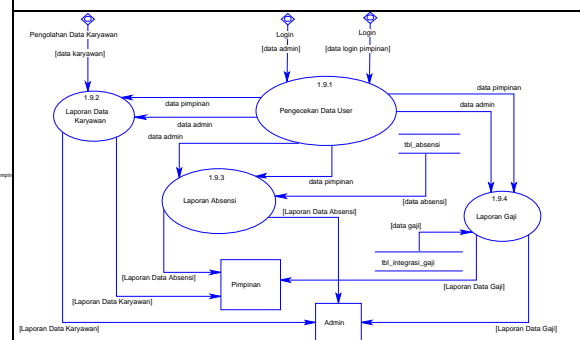 Pengolahan Data Karyawan
[data karyawan]
Login
[data admin]
Login
[data login pimpinan]
1.9.1
Pengecekan Data User
1.9.2
Laporan Data
Karyawan
data pimpinan
data admin
data admin
data pimpinan
data pimpinan
data admin
tbl_absensi
1.9.3
Laporan Absensi
[data absensi]
1.9.4
Laporan Gaji
[Laporan Data Absensi]
[data gaji]
tbl_integrasi_gaji
[Laporan Data Absensi]
Pimpinan
[Laporan Data Gaji]
[Laporan Data Karyawan]
Admin
[Laporan Data Karyawan]
[Laporan Data Gaji]